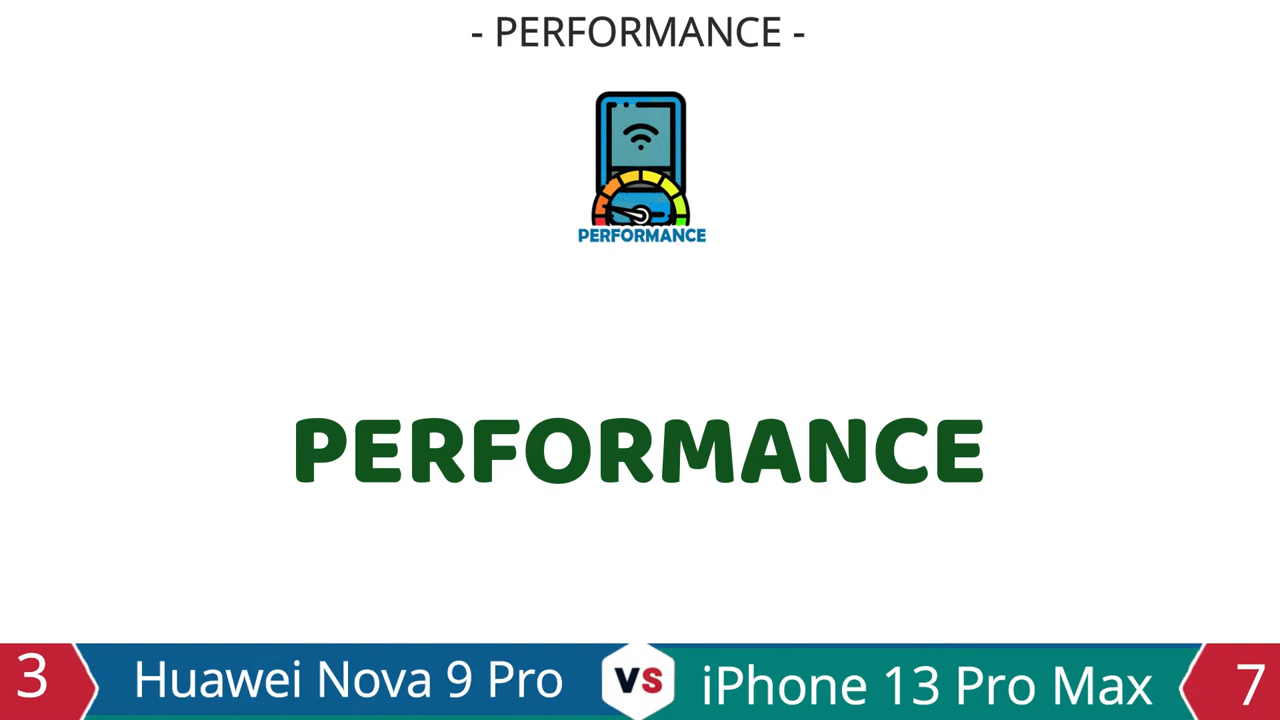 - PERFORMANCE -
PERFORMANCE
PERFORMANCE
3 Huawei Nova 9 Pro VS iPhone 13 Pro Max 7